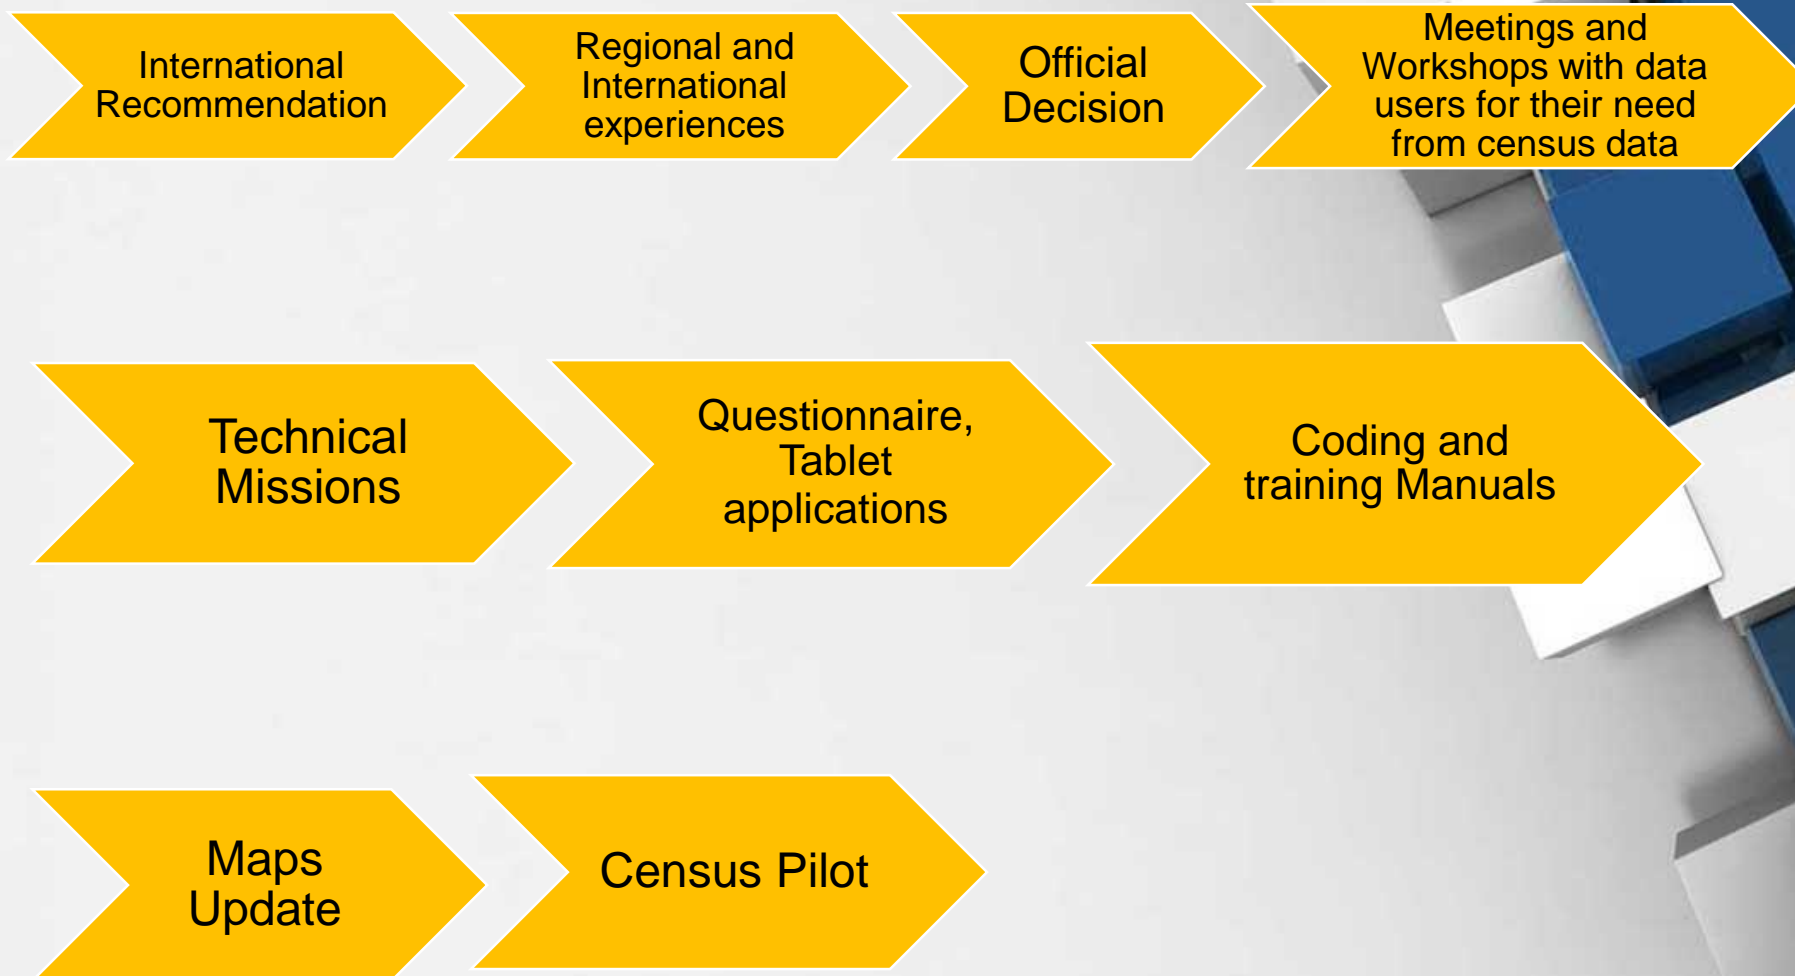 International
Recommendation
Regional and
International
experiences
Official
Decision
Meetings and
Workshops with data
users for their need
from census data
Technical
Missions
Questionnaire,
Tablet
applications
Coding and
training Manuals
Maps
Update
Census Pilot